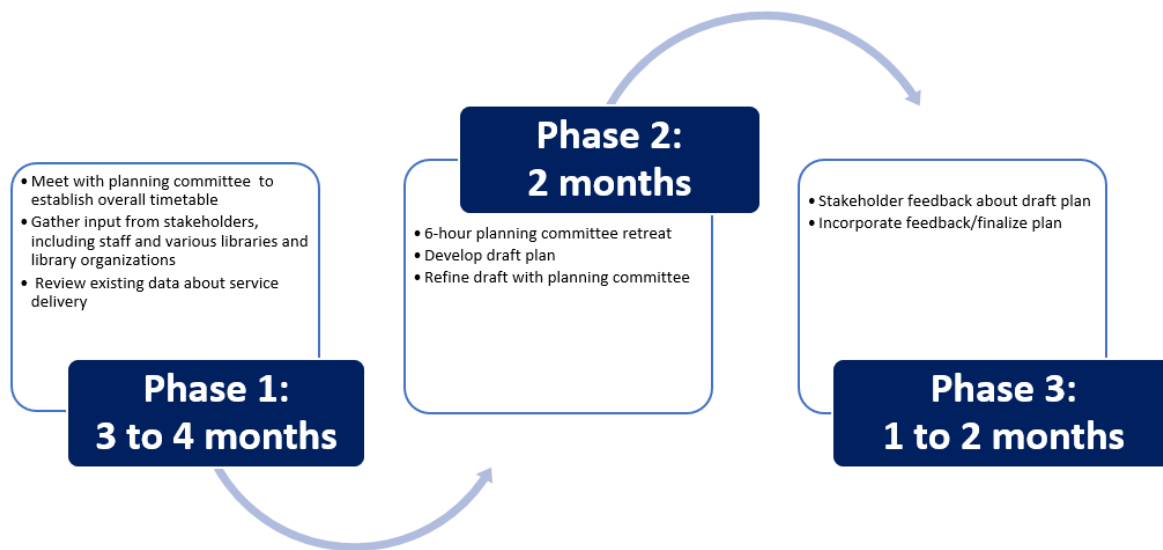 • Meet with planning committee to
establish overall timetable
• Gather input from stakeholders,
including staff and various libraries and
library organizations
• Review existing data about service
delivery
Phase 1:
3 to 4 months
Phase 2:
2 months
• 6-hour planning committee retreat
• Develop draft plan
• Refine draft with planning committee
• Stakeholder feedback about draft plan
• Incorporate feedback/finalize plan
Phase 3:
1 to 2 months